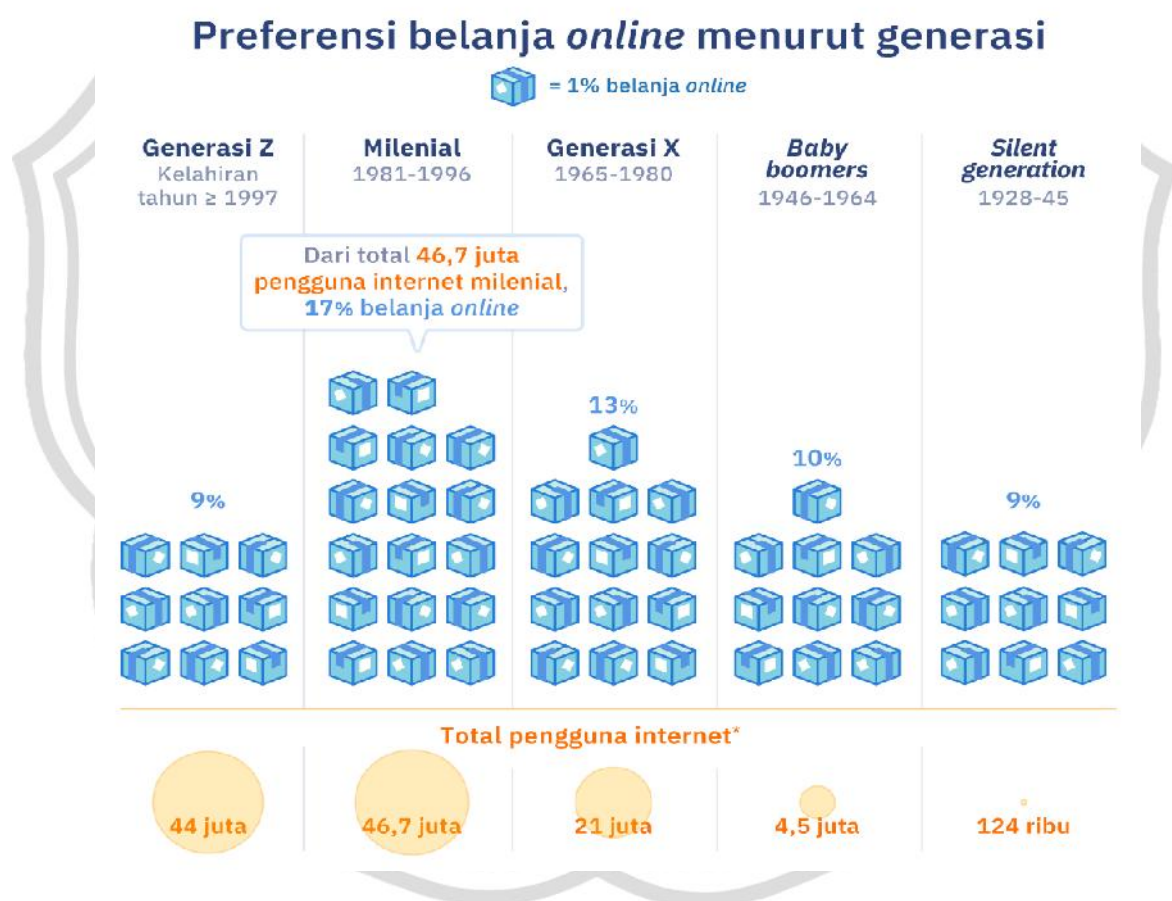 Preferensi belanja online menurut generasi
= 1% belanja online
Generasi Z
Kelahiran
tahun ≥ 1997
Milenial
1981-1996
Generasi X
1965-1980
Baby
boomers
1946-1964
Silent
generation
1928-45
Dari total 46,7 juta
pengguna internet milenial,
17% belanja online
9%
13%
10%
9%
Total pengguna internet*
44 juta
46,7 juta
21 juta
4,5 juta
124 ribu